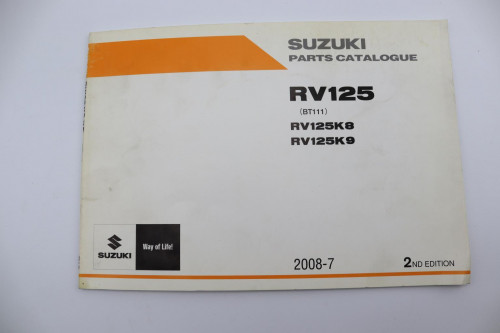 SUZUKI
PARTS CATALOGUE
RV125
(BT111)
RV125K8
RV125K9
SUZUKI
Way of Life!
2008-7
2ND EDITION